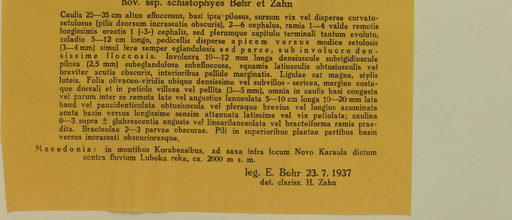 nov. ssp. schistophyes Behr et Zahn
Caulis 25—35 cm altus efloccosus, basi ipsa pilosus, sursum vix vel disperse curvato-
setulosus (pilis deorsum incrassatis obscuris), 2—6 cephalus, ramis 1—4 valde remotis
longissimis erectis 1 (-3-) cephalis, sed plerumque capitulo terminali tantum evoluto,
acladio 5—12 cm longo, pedicellis disperse apicem versus modice setulosis
(3—4 mm) simul fere semper eglandulosis sed parce, sub involucro den-
sissime floccosis. Involucra 10—12 mm longa densiuscule subrigidiuscule
pilosa (2,5 mm) subeglandulosa subefloccosa, squamis latiusculis obtusiusculis vel
breviter acutis obscuris, interioribus pallide marginatis. Ligulae sat magna, stylis
luteis. Folia olivaceo-viridia ubique densissime vel subvillos - sericea, margine costa-
que dorsali et in petiolo villosa vel pellita (3—5 mm), omnia in caulis basi congesta
vel parum inter se remota late vel angustius lanceolata 5—10 cm longa 10—20 mm lata
haud vel paucidenticulata obtusiuscula vel pleraque brevius vel longius acuminata
acuta basin versus longissime sensim attenuata latissime vel vix petiolata; caulina
0—3 supra ± glabrescentia anguste vel linearilanceolata vel bracteiforma ramis prae-
dita. Bracteolae 2—3 parvae obscurae. Pili in superioribus plantae partibus basin
versus incrassati obscurioresque.
Macedonia: in montibus Korabensibus, ad saxa infra locum Novo Karaula dictum
contra fluvium Luboka reka, ca. 2000 m s. m.
leg. E. Behr 23. 7. 1937
det. clariss. H. Zahn